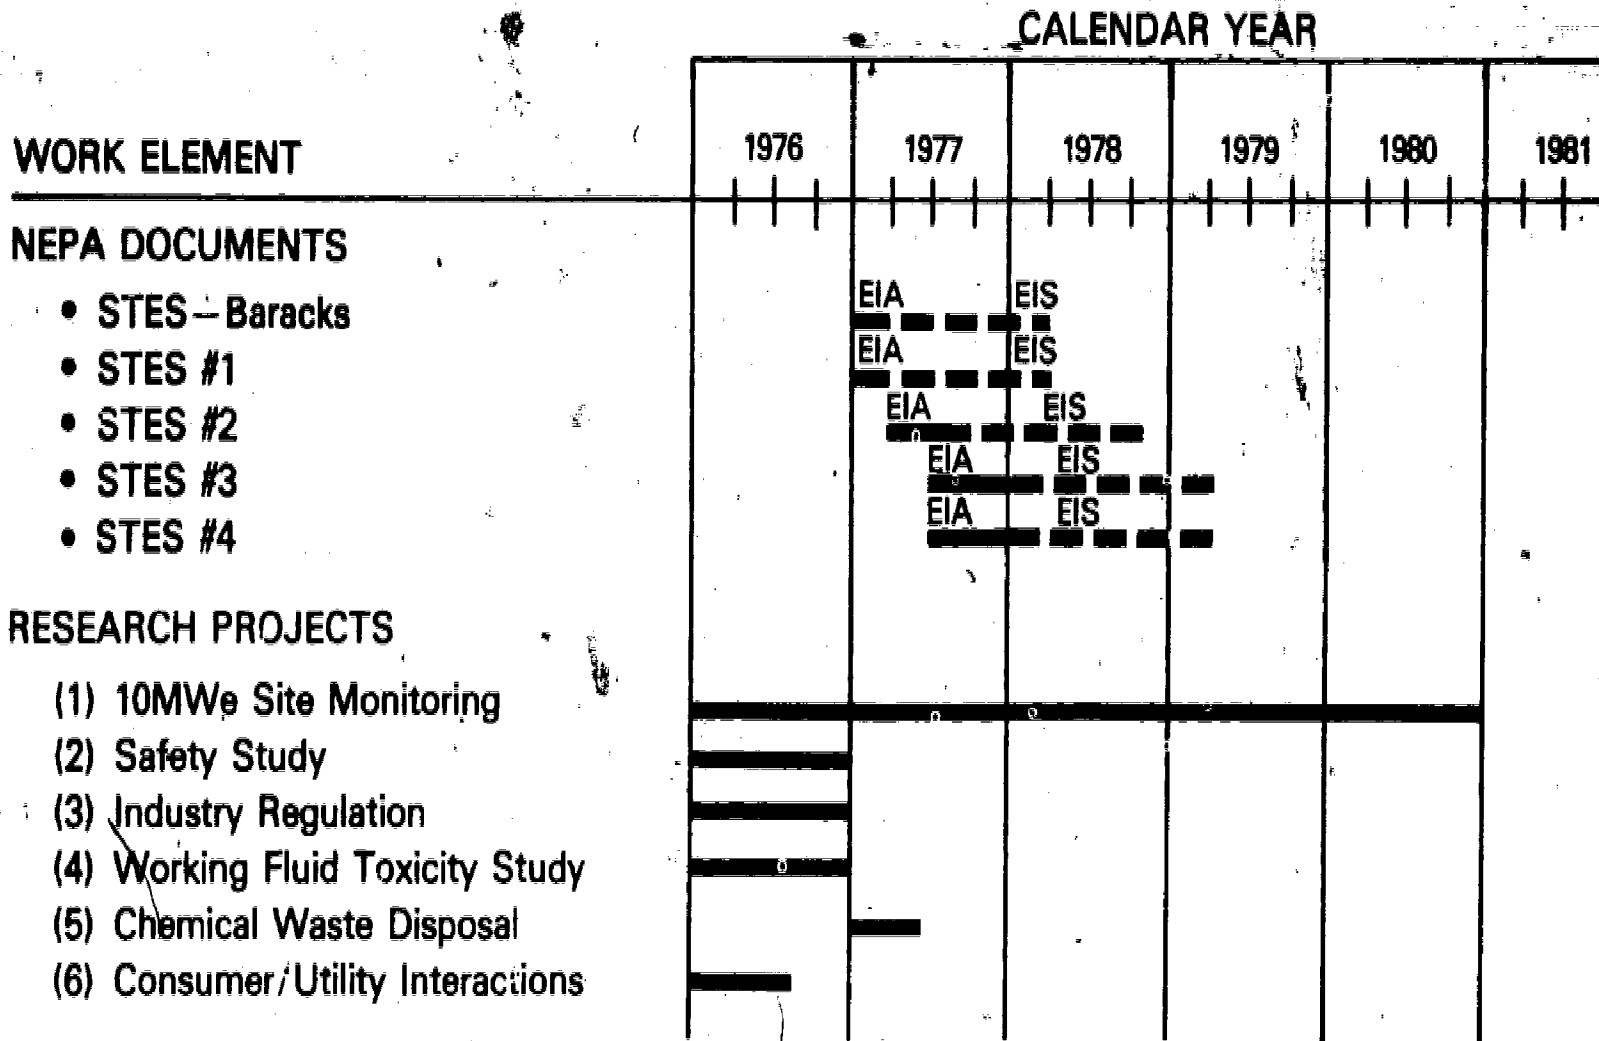 CALENDAR YEAR
WORK ELEMENT 1976 1977 1978 1979 1980 1981
NEPA DOCUMENTS
• STES – Baracks EIA EIS
• STES #1 EIA EIS
• STES #2 EIA EIS
• STES #3 EIA EIS
• STES #4 EIA EIS
RESEARCH PROJECTS
(1) 10MWe Site Monitoring
(2) Safety Study
(3) Industry Regulation
(4) Working Fluid Toxicity Study
(5) Chemical Waste Disposal
(6) Consumer/Utility Interactions